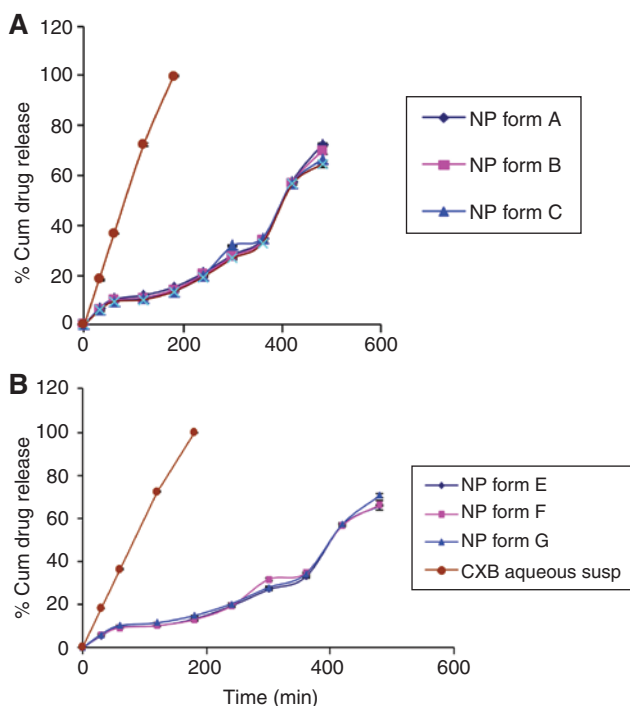 A
120
100
80
60
40
20
0
0 200 400 600
% Cum drug release
NP form A
NP form B
NP form C
B
120
100
80
60
40
20
0
0 200 400 600
% Cum drug release
Time (min)
NP form E
NP form F
NP form G
CXB aqueous susp